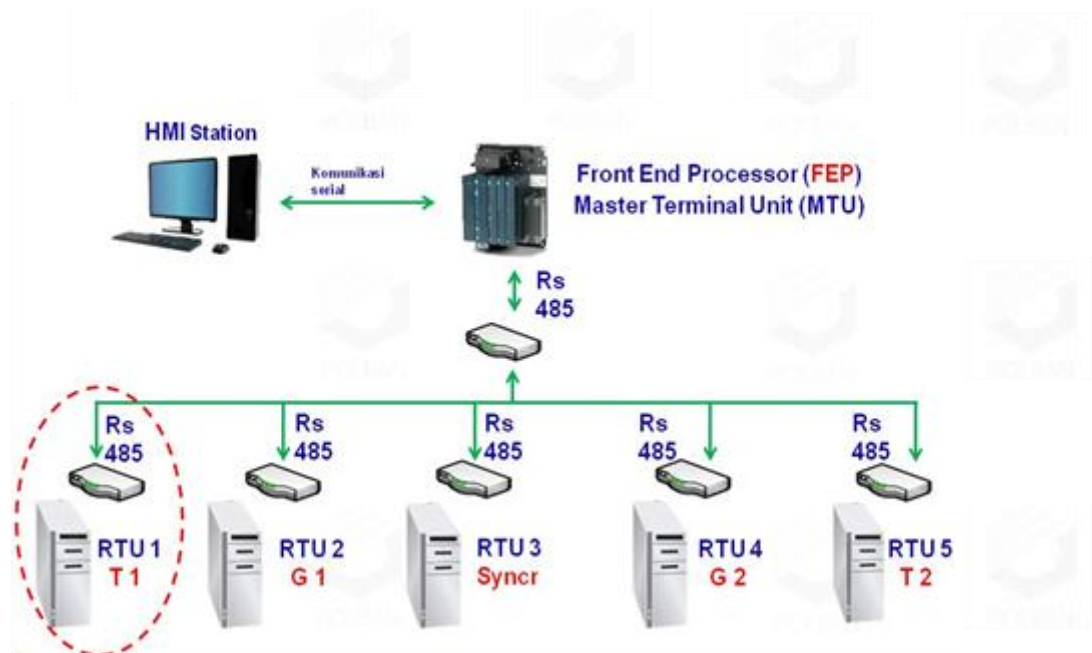 HMI Station
Komunikasi
serial
Front End Processor (FEP)
Master Terminal Unit (MTU)
Rs
485
Rs
485
Rs
485
Rs
485
Rs
485
Rs
485
RTU 1
T 1
RTU 2
G 1
RTU 3
Syncr
RTU 4
G 2
RTU 5
T 2